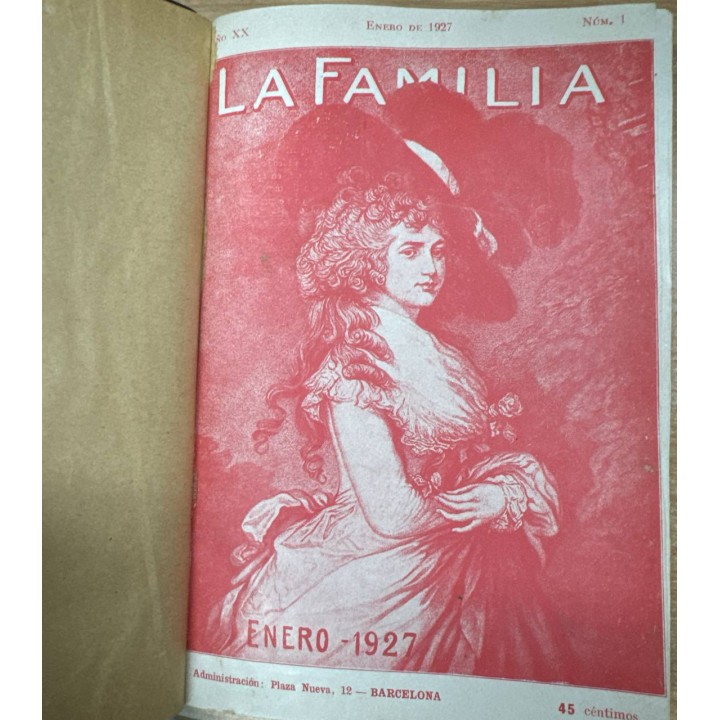 XX ENERO DE 1927 NÚM. 1
LA FAMILIA
ENERO - 1927
Administración: Plaza Nueva, 12 — BARCELONA
45 céntimos